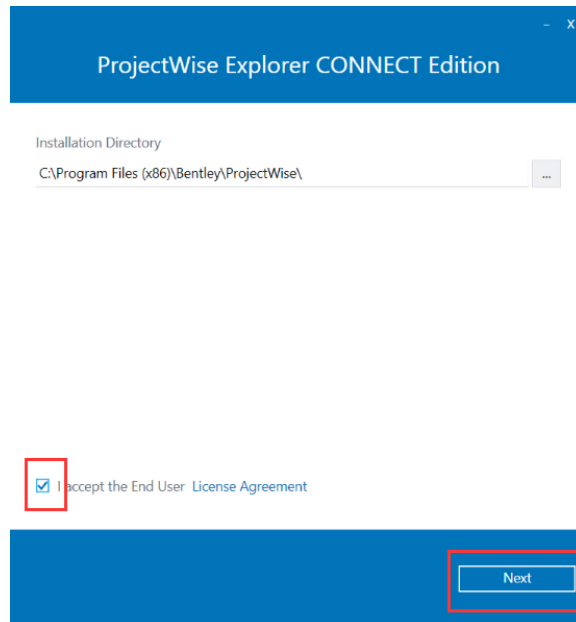 – X
ProjectWise Explorer CONNECT Edition
Installation Directory
C:\Program Files (x86)\Bentley\ProjectWise\
...
I accept the End User License Agreement
Next